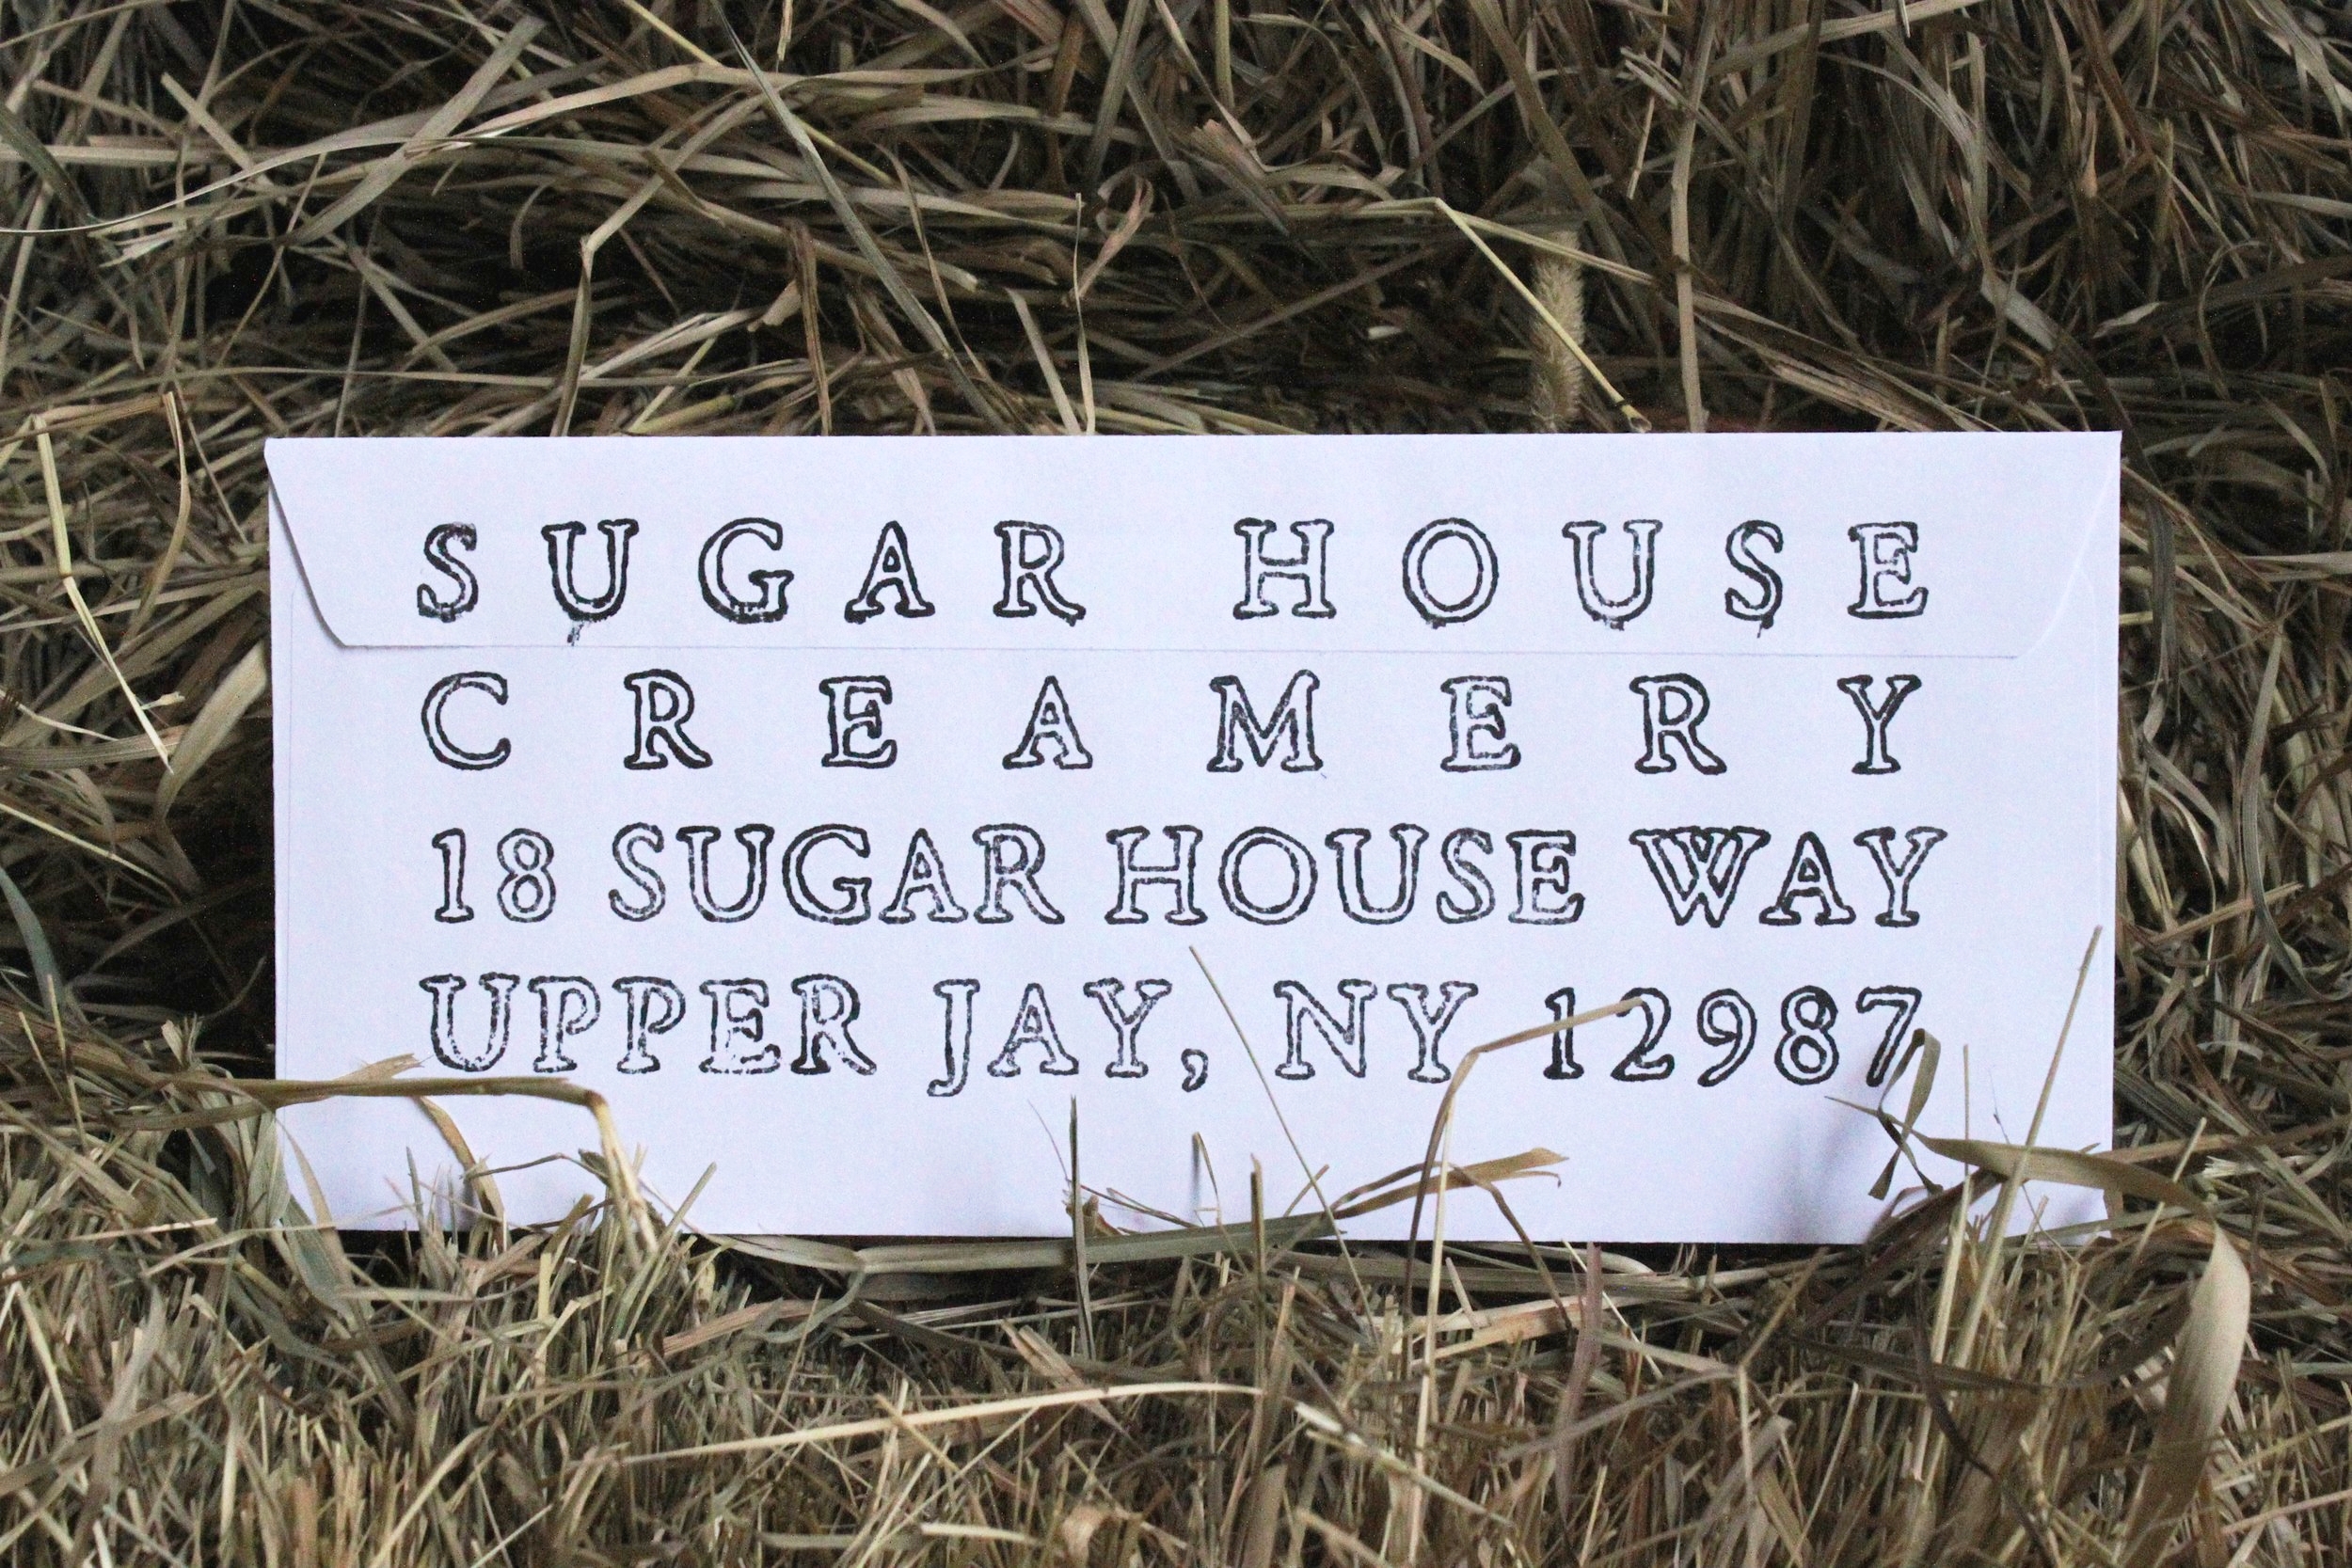 SUGAR HOUSE
CREAMERY
18 SUGAR HOUSE WAY
UPPER JAY, NY 12987